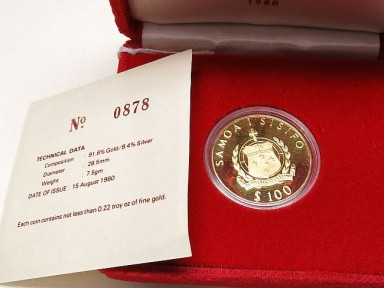 1980
Nº 0878
TECHNICAL DATA
Composition : 91.6% Gold/8.4% Silver
Diameter : 28.5mm
Weight : 7.5gm
DATE OF ISSUE : 15 August 1980
Each coin contains not less than 0.22 troy oz of fine gold.
SAMOA I SISIFO
$100